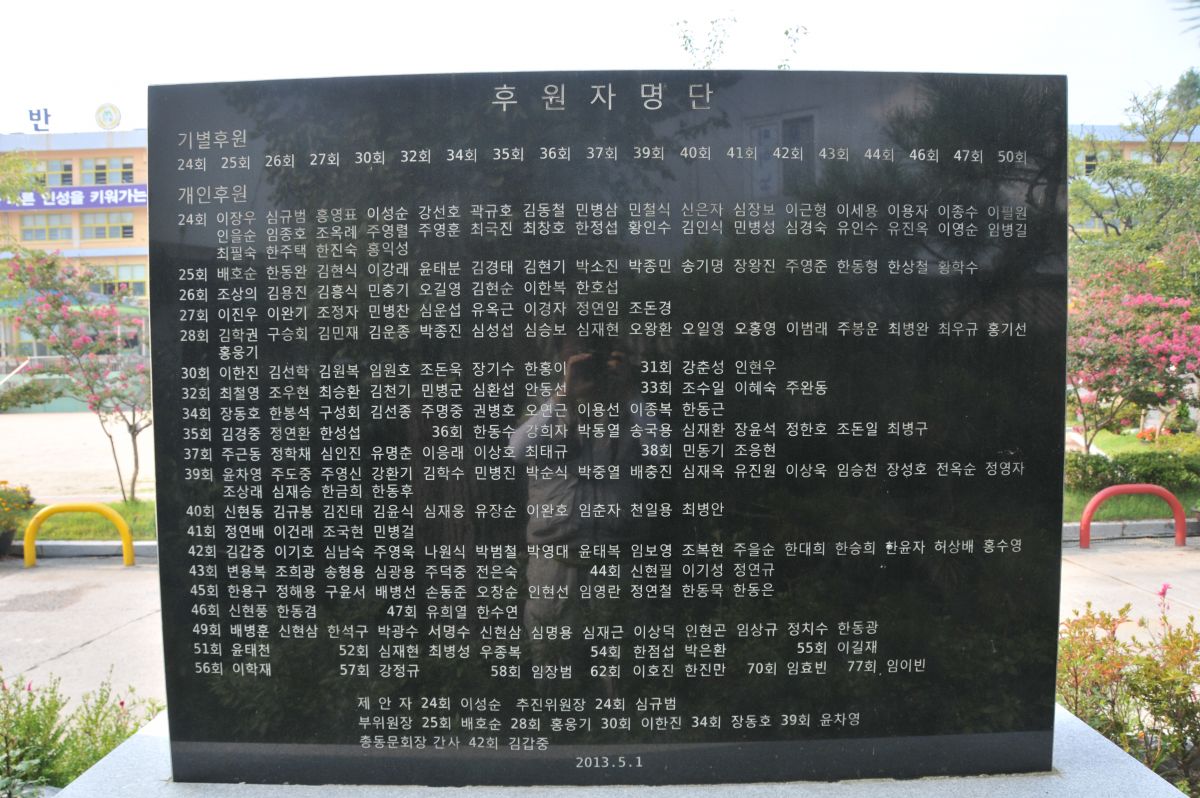 반
른 인성을 키워가는
후원자명단
기별후원
24회 25회 26회 27회 30회 32회 34회 35회 36회 37회 39회 40회 41회 42회 43회 44회 46회 47회 50회
개인후원
24회 이장우 심규범 홍영표 이성순 강선호 곽규호 김동철 민병삼 민철식 신은자 심장보 이근형 이세용 이용자 이종수 이필원
인을순 임종호 조옥례 주영렬 주영훈 최국진 최창호 한정섭 황인수 김인식 민병성 심경숙 유인수 유진옥 이영순 임병길
최필숙 한주택 한진숙 홍익성
25회 배호순 한동완 김현식 이강래 윤태분 김경태 김현기 박소진 박종민 송기명 장왕진 주영준 한동형 한상철 황학수
26회 조상의 김용진 김흥식 민충기 오길영 김현순 이한복 한호섭
27회 이진우 이완기 조정자 민병찬 심운섭 유옥근 이경자 정연임 조돈경
28회 김학권 구승회 김민재 김운종 박종진 심성섭 심승보 심재현 오왕환 오일영 오홍영 이범래 주봉운 최병완 최우규 홍기선
홍웅기
30회 이한진 김선학 김원복 임원호 조돈욱 장기수 한홍이 31회 강춘성 인현우
32회 최철영 조우현 최승환 김천기 민병군 심환섭 안동선 33회 조수일 이혜숙 주완동
34회 장동호 한봉석 구성회 김선종 주명중 권병호 오연근 이용선 이종복 한동근
35회 김경중 정연환 한성섭 36회 한동수 강희자 박동열 송국용 심재환 장윤석 정한호 조돈일 최병구
37회 주근동 정학채 심인진 유명춘 이응래 이상호 최태규 38회 민동기 조응현
39회 윤차영 주도중 주영신 강환기 김학수 민병진 박순식 박중열 배충진 심재옥 유진원 이상욱 임승천 장성호 전옥순 정영자
조상래 심재승 한금희 한동후
40회 신현동 김규봉 김진태 김윤식 심재웅 유장순 이완호 임춘자 천일용 최병안
41회 정연배 이건래 조국현 민병걸
42회 김갑중 이기호 심남숙 주영욱 나원식 박범철 박영대 윤태복 임보영 조복현 주을순 한대희 한승희 한윤자 허상배 홍수영
43회 변용복 조희광 송형용 심광용 주덕중 전은숙 44회 신현필 이기성 정연규
45회 한용구 정해용 구윤서 배병선 손동준 오창순 인현선 임영란 정연철 한동묵 한동은
46회 신현풍 한동겸 47회 유희열 한수연
49회 배병훈 신현삼 한석구 박광수 서명수 신현삼 심명용 심재근 이상덕 인현곤 임상규 정치수 한동광
51회 윤태천 52회 심재현 최병성 우종복 54회 한점섭 박은환 55회 이길재
56회 이학재 57회 강정규 58회 임장범 62회 이호진 한진만 70회 임효빈 77회 임이빈
제 안 자 24회 이성순 추진위원장 24회 심규범
부위원장 25회 배호순 28회 홍웅기 30회 이한진 34회 장동호 39회 윤차영
총동문회장 간사 42회 김갑중
2013.5.1